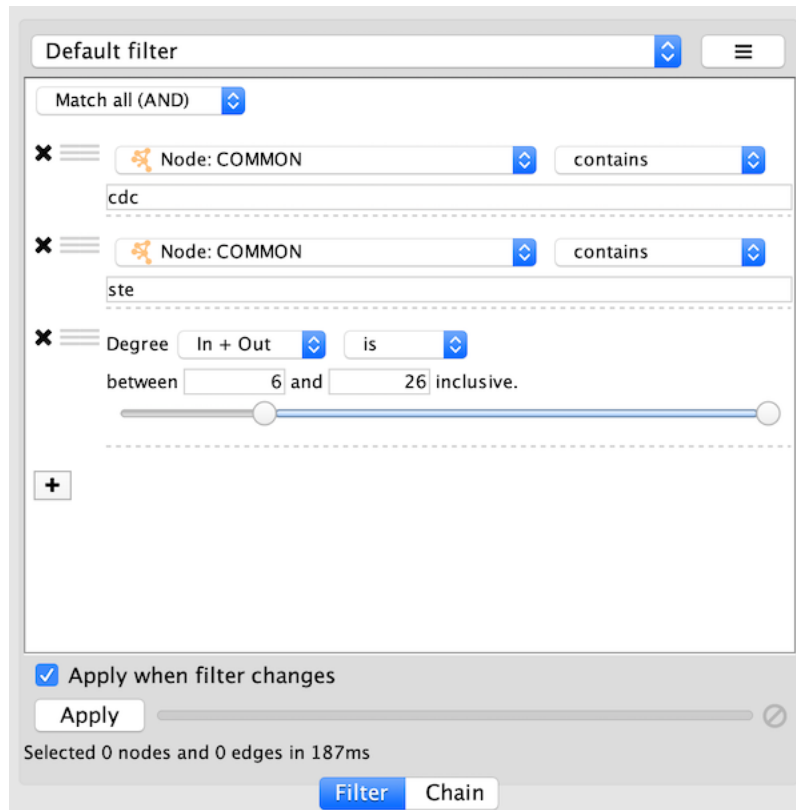 Default filter
Match all (AND)
Node: COMMON contains
cdc
Node: COMMON contains
ste
Degree In + Out is
between 6 and 26 inclusive.
+
Apply when filter changes
Apply
Selected 0 nodes and 0 edges in 187ms
Filter Chain